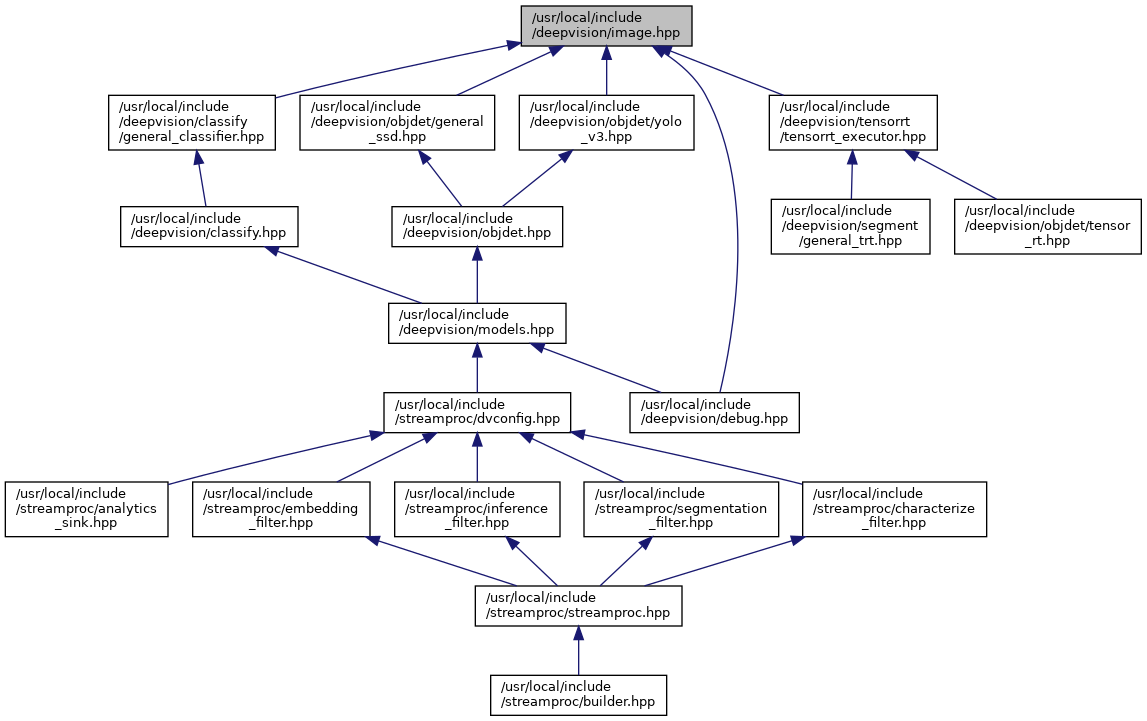 /usr/local/include
/deepvision/image.hpp
/usr/local/include
/deepvision/classify
/general_classifier.hpp
/usr/local/include
/deepvision/objdet/general
_ssd.hpp
/usr/local/include
/deepvision/objdet/yolo
_v3.hpp
/usr/local/include
/deepvision/tensorrt
/tensorrt_executor.hpp
/usr/local/include
/deepvision/classify.hpp
/usr/local/include
/deepvision/objdet.hpp
/usr/local/include
/deepvision/segment
/general_trt.hpp
/usr/local/include
/deepvision/objdet/tensor
_rt.hpp
/usr/local/include
/deepvision/models.hpp
/usr/local/include
/streamproc/dvconfig.hpp
/usr/local/include
/deepvision/debug.hpp
/usr/local/include
/streamproc/analytics
_sink.hpp
/usr/local/include
/streamproc/embedding
_filter.hpp
/usr/local/include
/streamproc/inference
_filter.hpp
/usr/local/include
/streamproc/segmentation
_filter.hpp
/usr/local/include
/streamproc/characterize
_filter.hpp
/usr/local/include
/streamproc/streamproc.hpp
/usr/local/include
/streamproc/builder.hpp